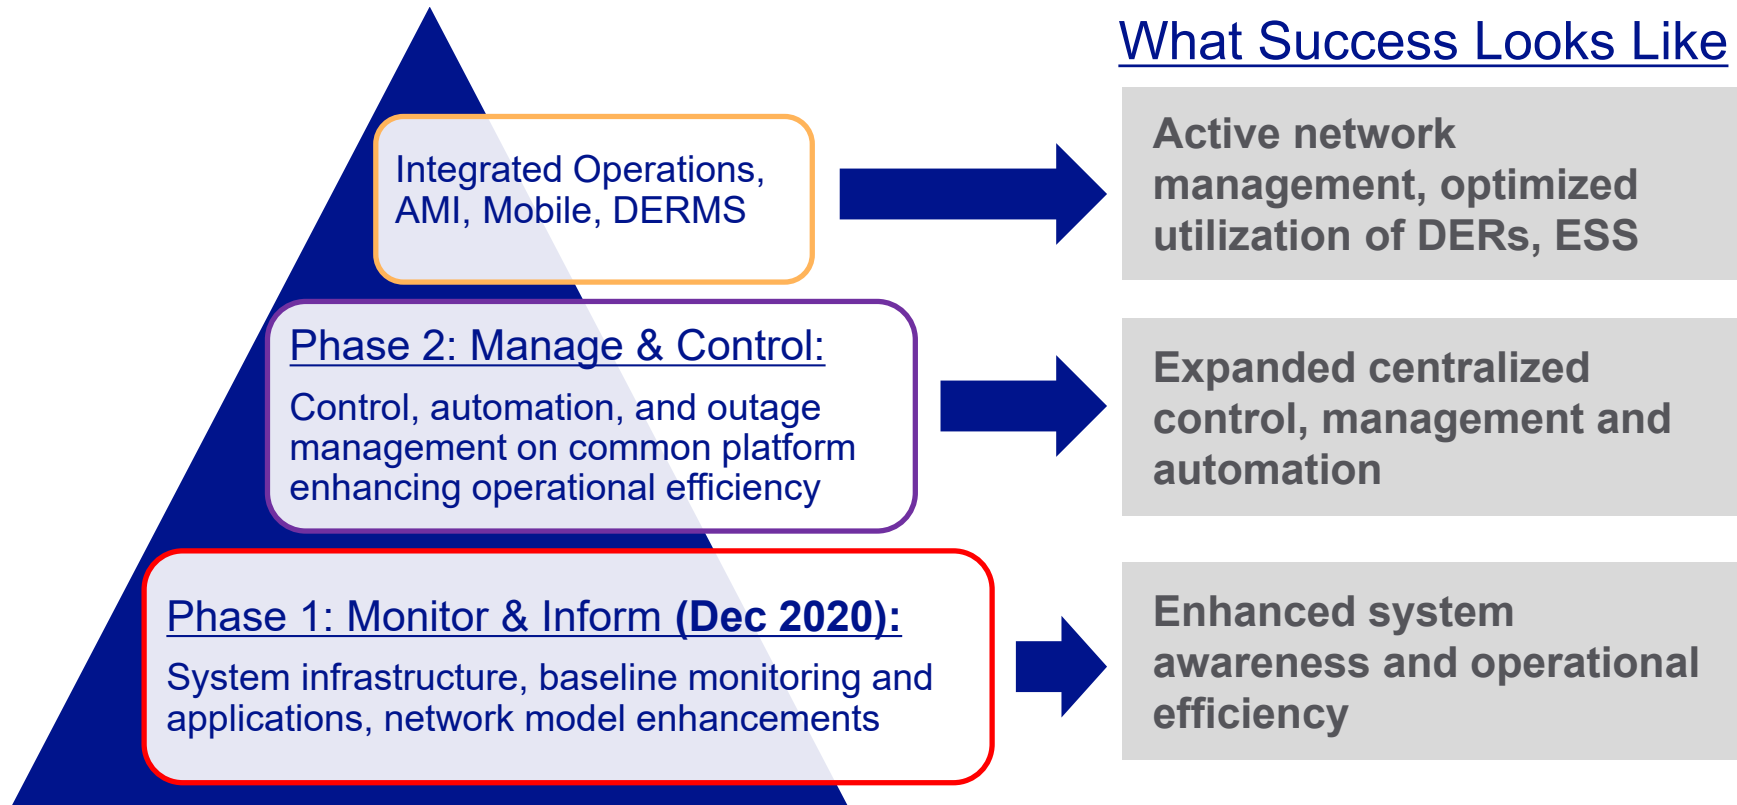 What Success Looks Like
Integrated Operations,
AMI, Mobile, DERMS
Active network
management, optimized
utilization of DERs, ESS
Phase 2: Manage & Control:
Control, automation, and outage
management on common platform
enhancing operational efficiency
Expanded centralized
control, management and
automation
Phase 1: Monitor & Inform (Dec 2020):
System infrastructure, baseline monitoring and
applications, network model enhancements
Enhanced system
awareness and operational
efficiency